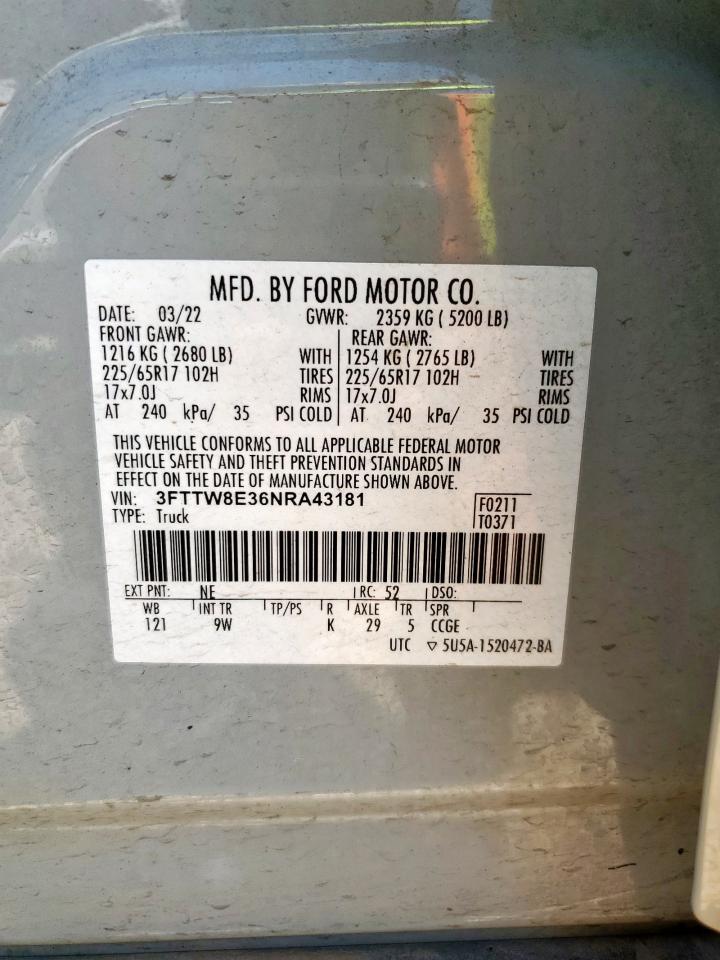 MFD. BY FORD MOTOR CO.
DATE: 03/22 GVWR: 2359 KG ( 5200 LB)
FRONT GAWR: REAR GAWR:
1216 KG ( 2680 LB) WITH 1254 KG ( 2765 LB) WITH
225/65R17 102H TIRES 225/65R17 102H TIRES
17x7.0J RIMS 17x7.0J RIMS
AT 240 kPa/ 35 PSI COLD AT 240 kPa/ 35 PSI COLD
THIS VEHICLE CONFORMS TO ALL APPLICABLE FEDERAL MOTOR
VEHICLE SAFETY AND THEFT PREVENTION STANDARDS IN
EFFECT ON THE DATE OF MANUFACTURE SHOWN ABOVE.
VIN: 3FTTW8E36NRA43181 F0211
TYPE: Truck T0371
EXT PNT: NE RC: 52 DSO:
WB INT TR TP/PS R AXLE TR SPR
121 9W K 29 5 CCGE
UTC ▽ 5U5A-1520472-BA